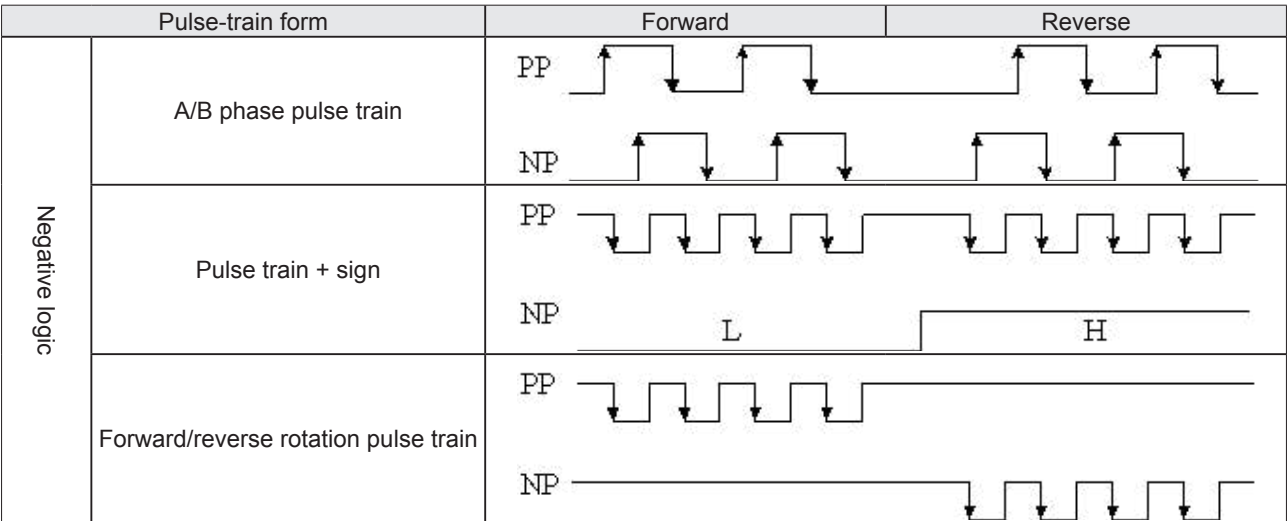 Pulse-train form Forward Reverse
Negative logic
A/B phase pulse train
PP
NP
Pulse train + sign
PP
NP L H
Forward/reverse rotation pulse train
PP
NP